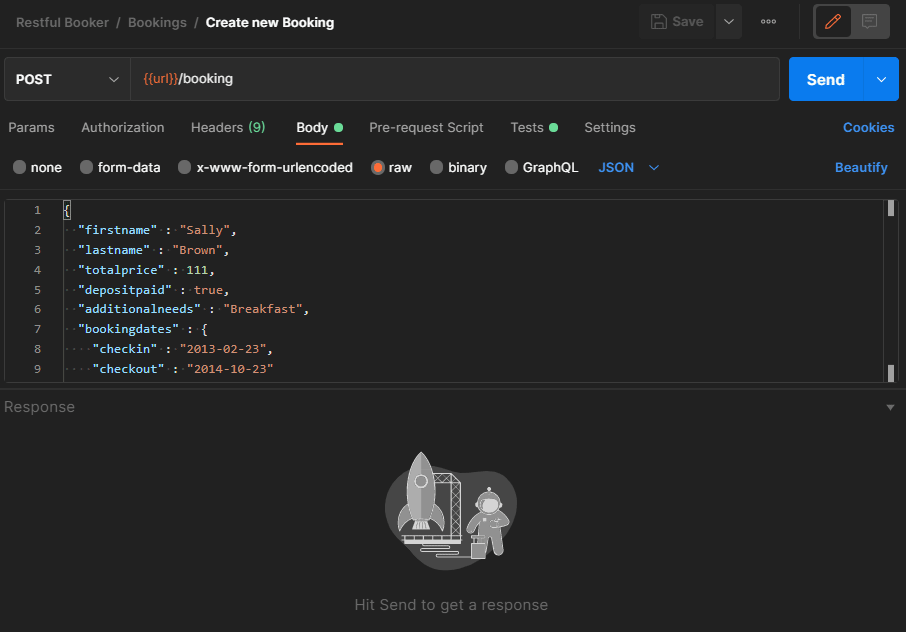 Restful Booker / Bookings / Create new Booking
Save
POST
{{url}}/booking
Send
Params Authorization Headers (9) Body Pre-request Script Tests Settings Cookies
none form-data x-www-form-urlencoded raw binary GraphQL JSON Beautify
1 {
2 "firstname" : "Sally",
3 "lastname" : "Brown",
4 "totalprice" : 111,
5 "depositpaid" : true,
6 "additionalneeds" : "Breakfast",
7 "bookingdates" : {
8 "checkin" : "2013-02-23",
9 "checkout" : "2014-10-23"
Response
Hit Send to get a response